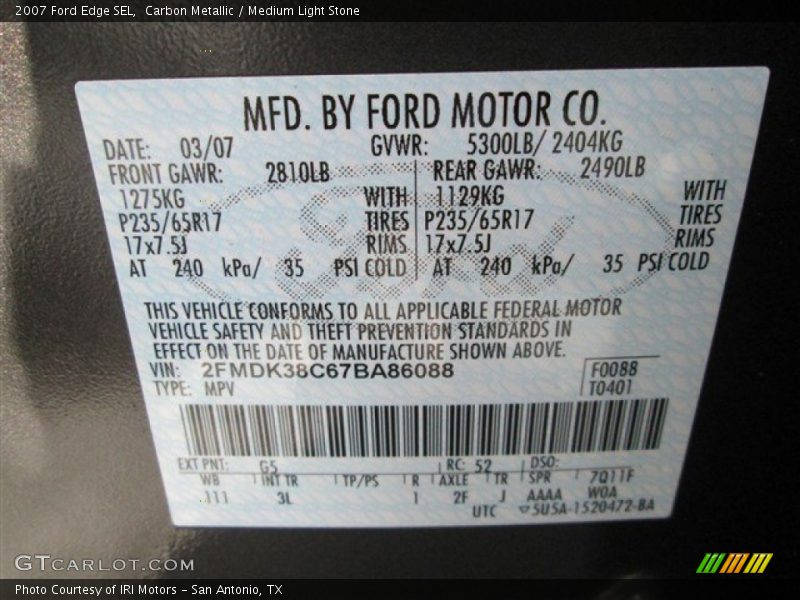 2007 Ford Edge SEL, Carbon Metallic / Medium Light Stone
MFD. BY FORD MOTOR CO.
DATE: 03/07 GVWR: 5300LB/ 2404KG
FRONT GAWR: 2810LB REAR GAWR: 2490LB
1275KG WITH 1129KG WITH
P235/65R17 TIRES P235/65R17 TIRES
17x7.5J RIMS 17x7.5J RIMS
AT 240 kPa/ 35 PSI COLD AT 240 kPa/ 35 PSI COLD
Ford
THIS VEHICLE CONFORMS TO ALL APPLICABLE FEDERAL MOTOR
VEHICLE SAFETY AND THEFT PREVENTION STANDARDS IN
EFFECT ON THE DATE OF MANUFACTURE SHOWN ABOVE.
VIN: 2FMDK38C67BA86088 F0088
TYPE: MPV T0401
EXT PNT: G5 RC: 52 DSO:
WB INT TR TP/PS R AXLE TR SPR 7Q11F
111 3L 1 2F J AAAA W0A
UTC 5U5A-1520472-BA
GTCARLOT.COM
Photo Courtesy of IRI Motors – San Antonio, TX